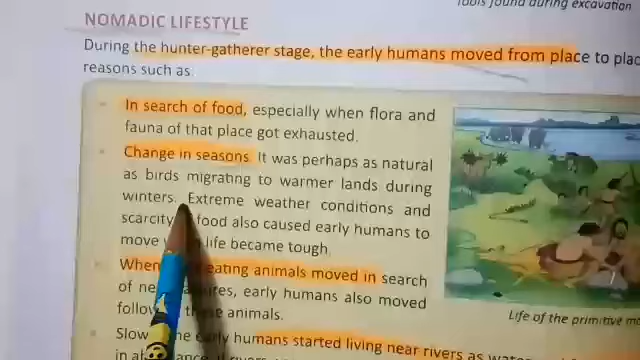 Tools found during excavation
NOMADIC LIFESTYLE
During the hunter-gatherer stage, the early humans moved from place to
reasons such as:
In search of food, especially when flora and
fauna of that place got exhausted.
Change in seasons. It was perhaps as natural
as birds migrating to warmer lands during
winters. Extreme weather conditions and
scarcity food also caused early humans to
move life became tough.
When eating animals moved in search
of new, early humans also moved
these animals.
Life of the primitive
Slow early humans started living near rivers as
in